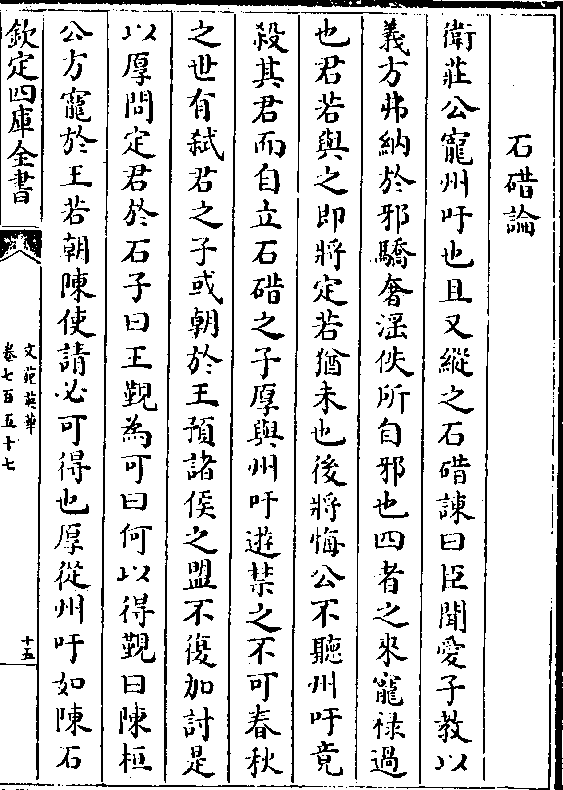 石碏論
衛莊公寵州吁也且又縱之石碏諫曰臣聞愛子教以
義方弗納於邪驕奢淫佚所自邪也四者之來寵祿過
也君若與之即將定若猶未也後將悔公不聽州吁竟
殺其君而自立石碏之子厚與州吁遊禁之不可春秋
之世有弒君之子或朝於王預諸侯之盟不復加討是
以厚問定君於石子曰王覲為可曰何以得覲曰陳桓
公方寵於王若朝陳使請必可得也厚從州吁如陳石
欽定四庫全書
文苑英華
卷七百五十七
十五